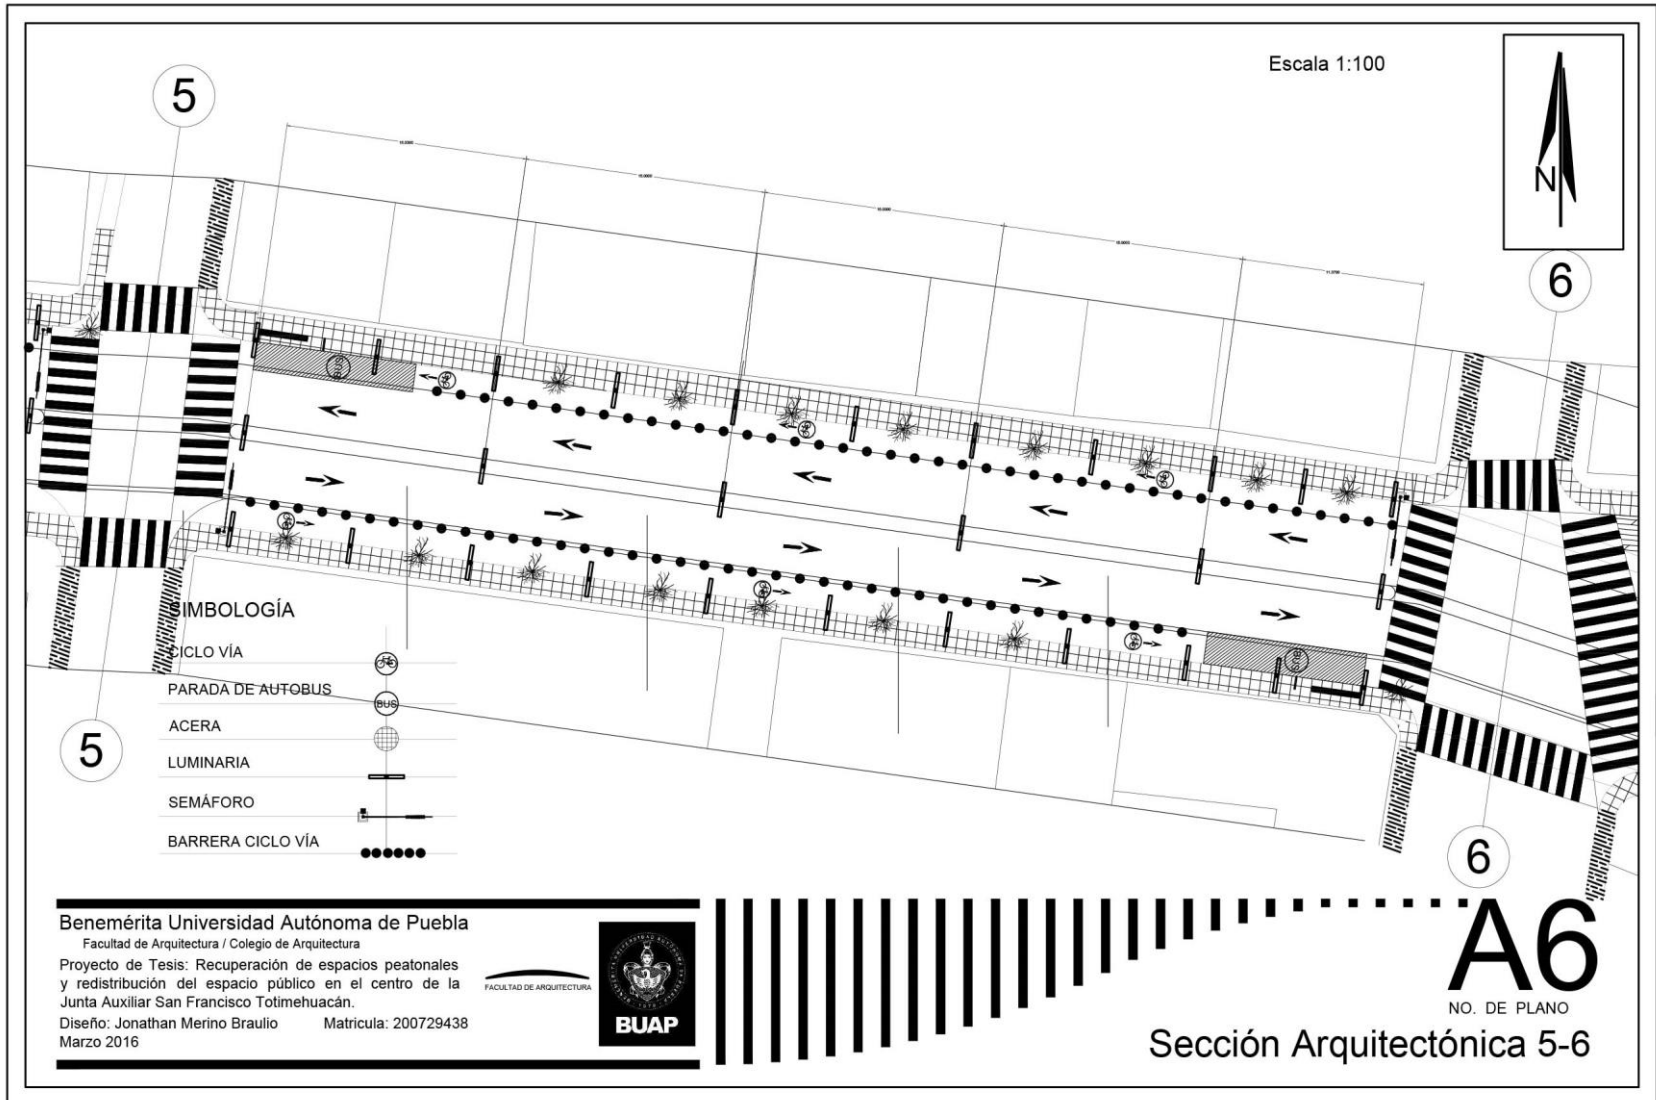 Escala 1:100
N
5
6
BUS
BUS
5
6
SIMBOLOGÍA
CICLO VÍA
PARADA DE AUTOBUS
BUS
ACERA
LUMINARIA
SEMÁFORO
BARRERA CICLO VÍA
Benemérita Universidad Autónoma de Puebla
Facultad de Arquitectura / Colegio de Arquitectura
Proyecto de Tesis: Recuperación de espacios peatonales
y redistribución del espacio público en el centro de la
Junta Auxiliar San Francisco Totimehuacán.
Diseño: Jonathan Merino Braulio Matricula: 200729438
Marzo 2016
FACULTAD DE ARQUITECTURA
BUAP
A6
NO. DE PLANO
Sección Arquitectónica 5-6